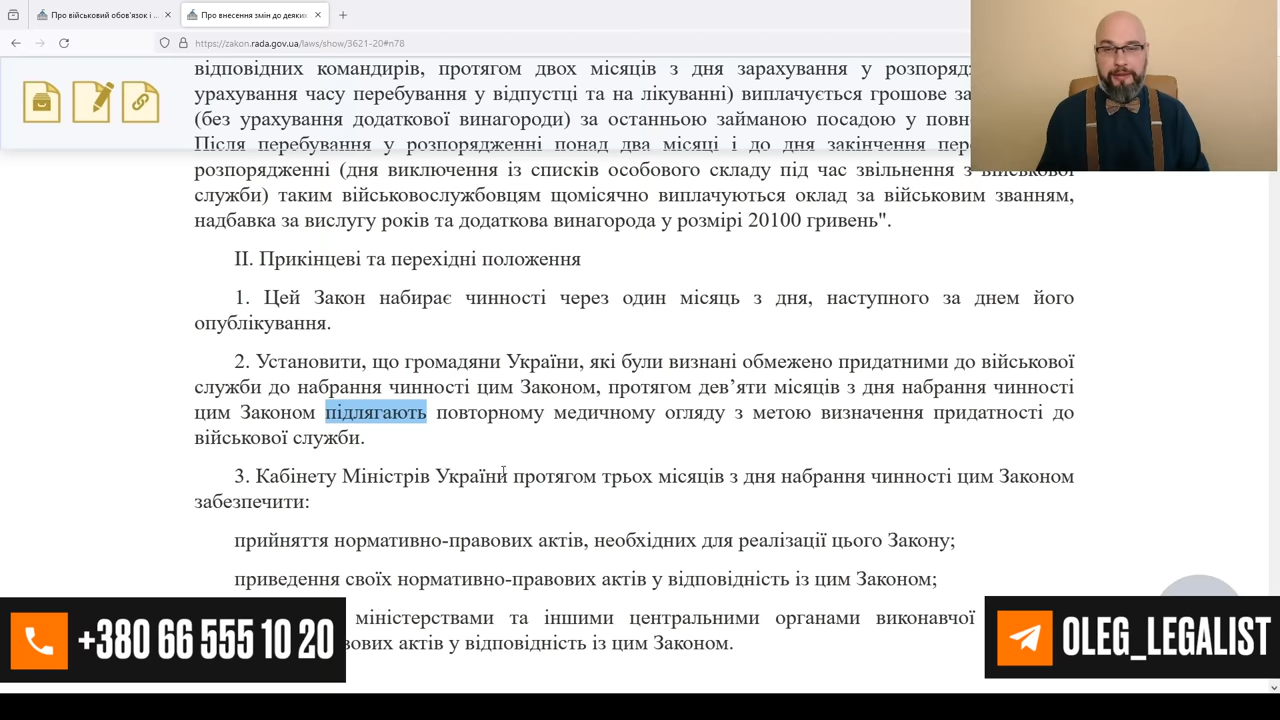 Про військовий обов'язок і ...
Про внесення змін до деяких
https://zakon.rada.gov.ua/laws/show/3621-20#n78
відповідних командирів, протягом двох місяців з дня зарахування у
урахування часу перебування у відпустці та на лікуванні) виплачується грошове
(без урахування додаткової винагороди) за останньою займаною посадою у
Після перебування у розпорядженні понад два місяці і до дня закінчення
розпорядженні (дня виключення із списків особового складу під час звільнення з військової
служби) таким військовослужбовцям щомісячно виплачуються оклад за військовим званням,
надбавка за вислугу років та додаткова винагорода у розмірі 20100 гривень".
II. Прикінцеві та перехідні положення
1. Цей Закон набирає чинності через один місяць з дня, наступного за днем його
опублікування.
2. Установити, що громадяни України, які були визнані обмежено придатними до військової
служби до набрання чинності цим Законом, протягом дев’яти місяців з дня набрання чинності
цим Законом підлягають повторному медичному огляду з метою визначення придатності до
військової служби.
3. Кабінету Міністрів України протягом трьох місяців з дня набрання чинності цим Законом
забезпечити:
прийняття нормативно-правових актів, необхідних для реалізації цього Закону;
приведення своїх нормативно-правових актів у відповідність із цим Законом;
міністерствами та іншими центральними органами виконавчої
актів у відповідність із цим Законом.
+380 66 555 10 20
OLEG_LEGALIST